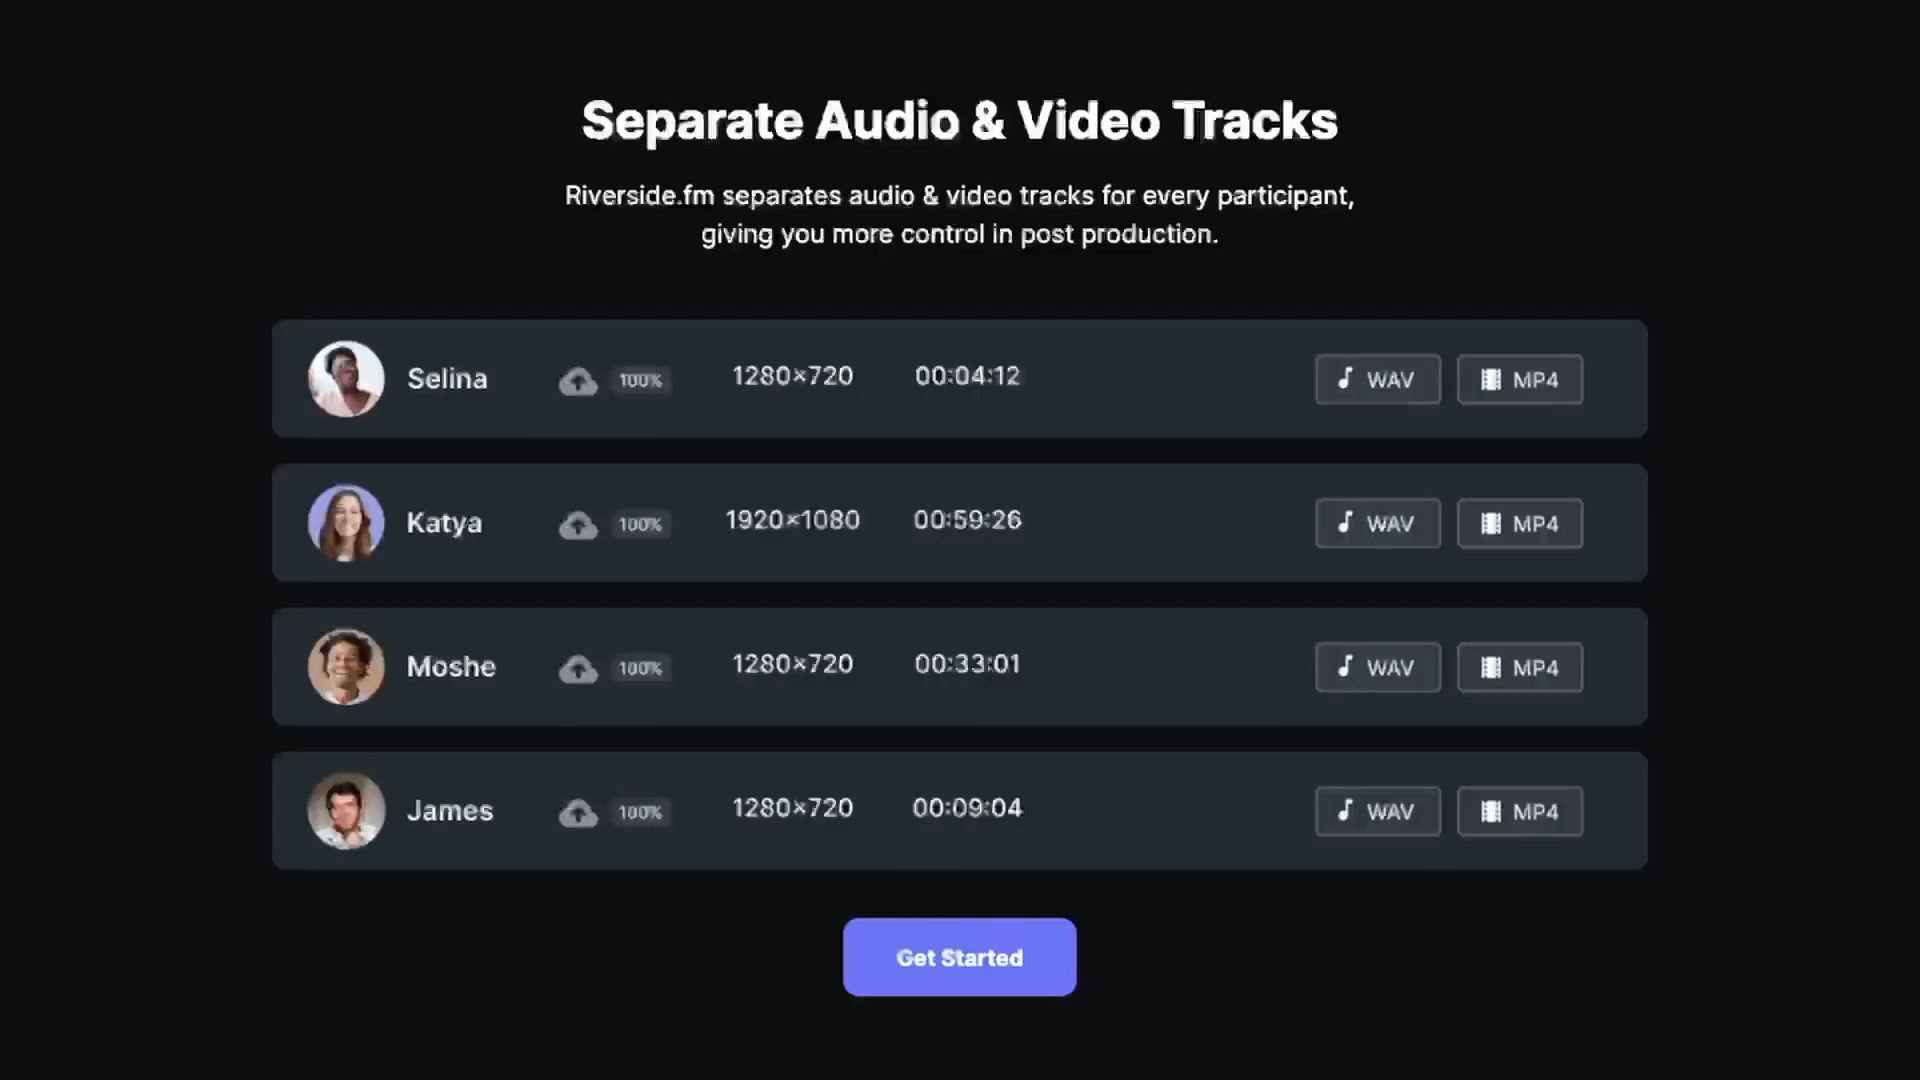 Separate Audio & Video Tracks
Riverside.fm separates audio & video tracks for every participant,
giving you more control in post production.
Selina 100% 1280×720 00:04:12 WAV MP4
Katya 100% 1920×1080 00:59:26 WAV MP4
Moshe 100% 1280×720 00:33:01 WAV MP4
James 100% 1280×720 00:09:04 WAV MP4
Get Started